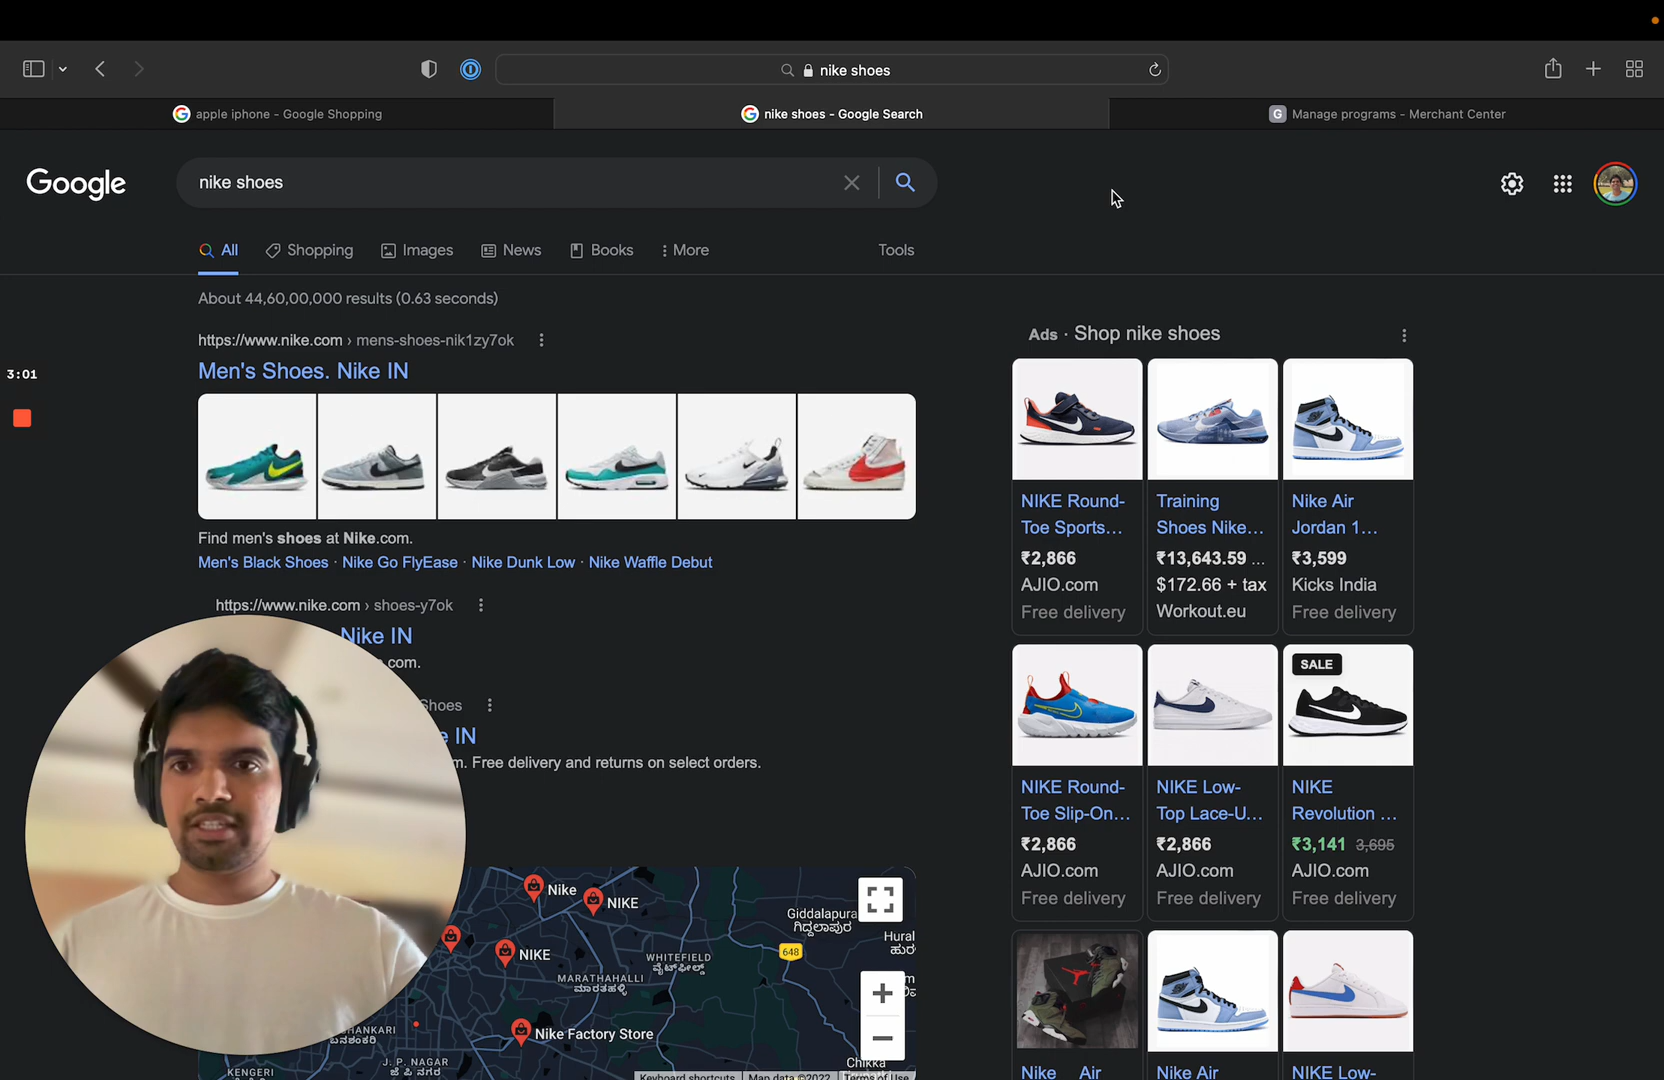 nike shoes
apple iphone - Google Shopping
nike shoes - Google Search
G Manage programs - Merchant Center
Google
nike shoes
All
Shopping
Images
News
Books
More
Tools
About 44,60,00,000 results (0.63 seconds)
https://www.nike.com › mens-shoes-nik1zy7ok
Men's Shoes. Nike IN
Find men's shoes at Nike.com.
Men's Black Shoes · Nike Go FlyEase · Nike Dunk Low · Nike Waffle Debut
https://www.nike.com › shoes-y7ok
Nike IN
.com.
Shoes
IN
m. Free delivery and returns on select orders.
3:01
Nike
NIKE
NIKE
Nike Factory Store
Giddalapura
ಗಿದ್ದಲಾಪುರ
Hural
ಹುರ
648
WHITEFIELD
ವೈಟ್‌ಫೀಲ್ಡ್
MARATHAHALLI
ಮಾರತಹಳ್ಳಿ
J. P. NAGAR
ಜೆ ಪಿ ನಗರ
KENGERI
Chikka
Keyboard shortcuts
Map data ©2022
Terms of Use
Ads · Shop nike shoes
NIKE Round-
Toe Sports...
₹2,866
AJIO.com
Free delivery
Training
Shoes Nike...
₹13,643.59 ...
$172.66 + tax
Workout.eu
Nike Air
Jordan 1...
₹3,599
Kicks India
Free delivery
NIKE Round-
Toe Slip-On...
₹2,866
AJIO.com
Free delivery
NIKE Low-
Top Lace-U...
₹2,866
AJIO.com
Free delivery
SALE
NIKE
Revolution ...
₹3,141 3,695
AJIO.com
Free delivery
Nike Air
Nike Air
NIKE Low-